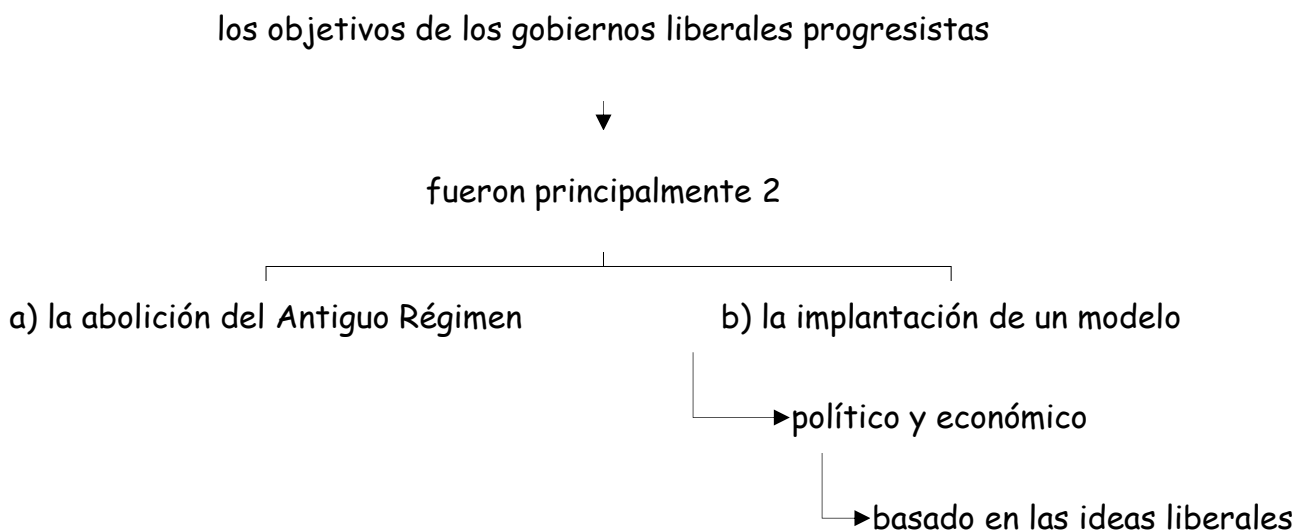 los objetivos de los gobiernos liberales progresistas
fueron principalmente 2
a) la abolición del Antiguo Régimen
b) la implantación de un modelo
político y económico
basado en las ideas liberales